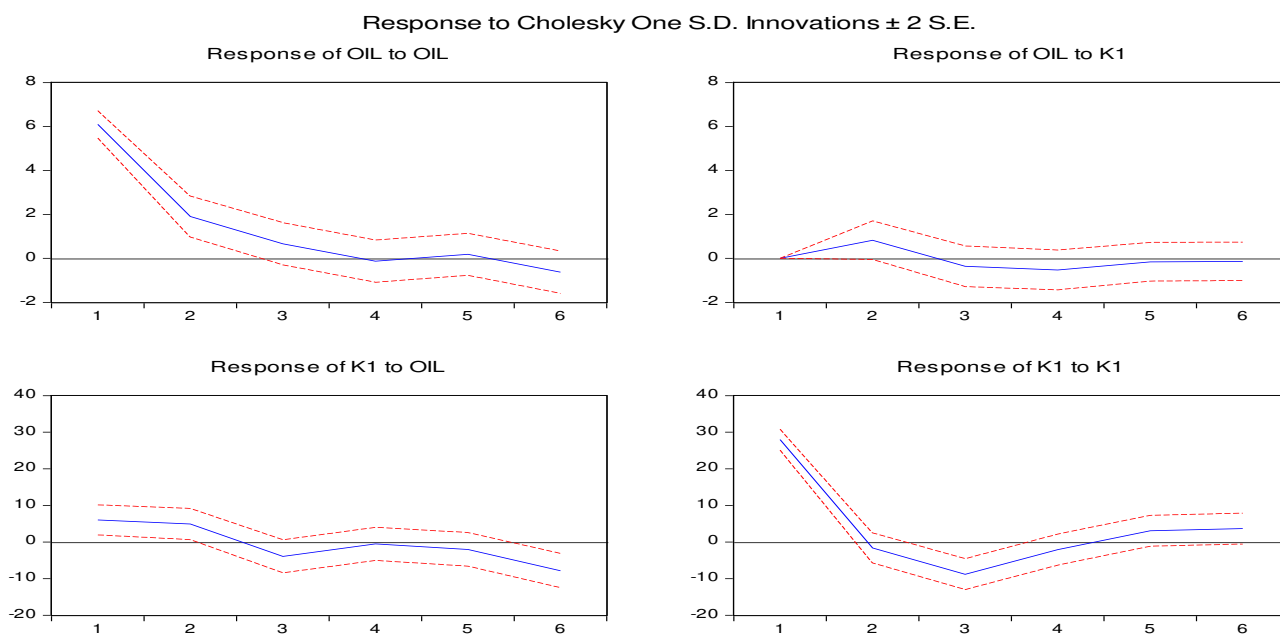 Response to Cholesky One S.D. Innovations ± 2 S.E.
Response of OIL to OIL
8
6
4
2
0
-2
1 2 3 4 5 6
Response of OIL to K1
8
6
4
2
0
-2
1 2 3 4 5 6
Response of K1 to OIL
40
30
20
10
0
-10
-20
1 2 3 4 5 6
Response of K1 to K1
40
30
20
10
0
-10
-20
1 2 3 4 5 6